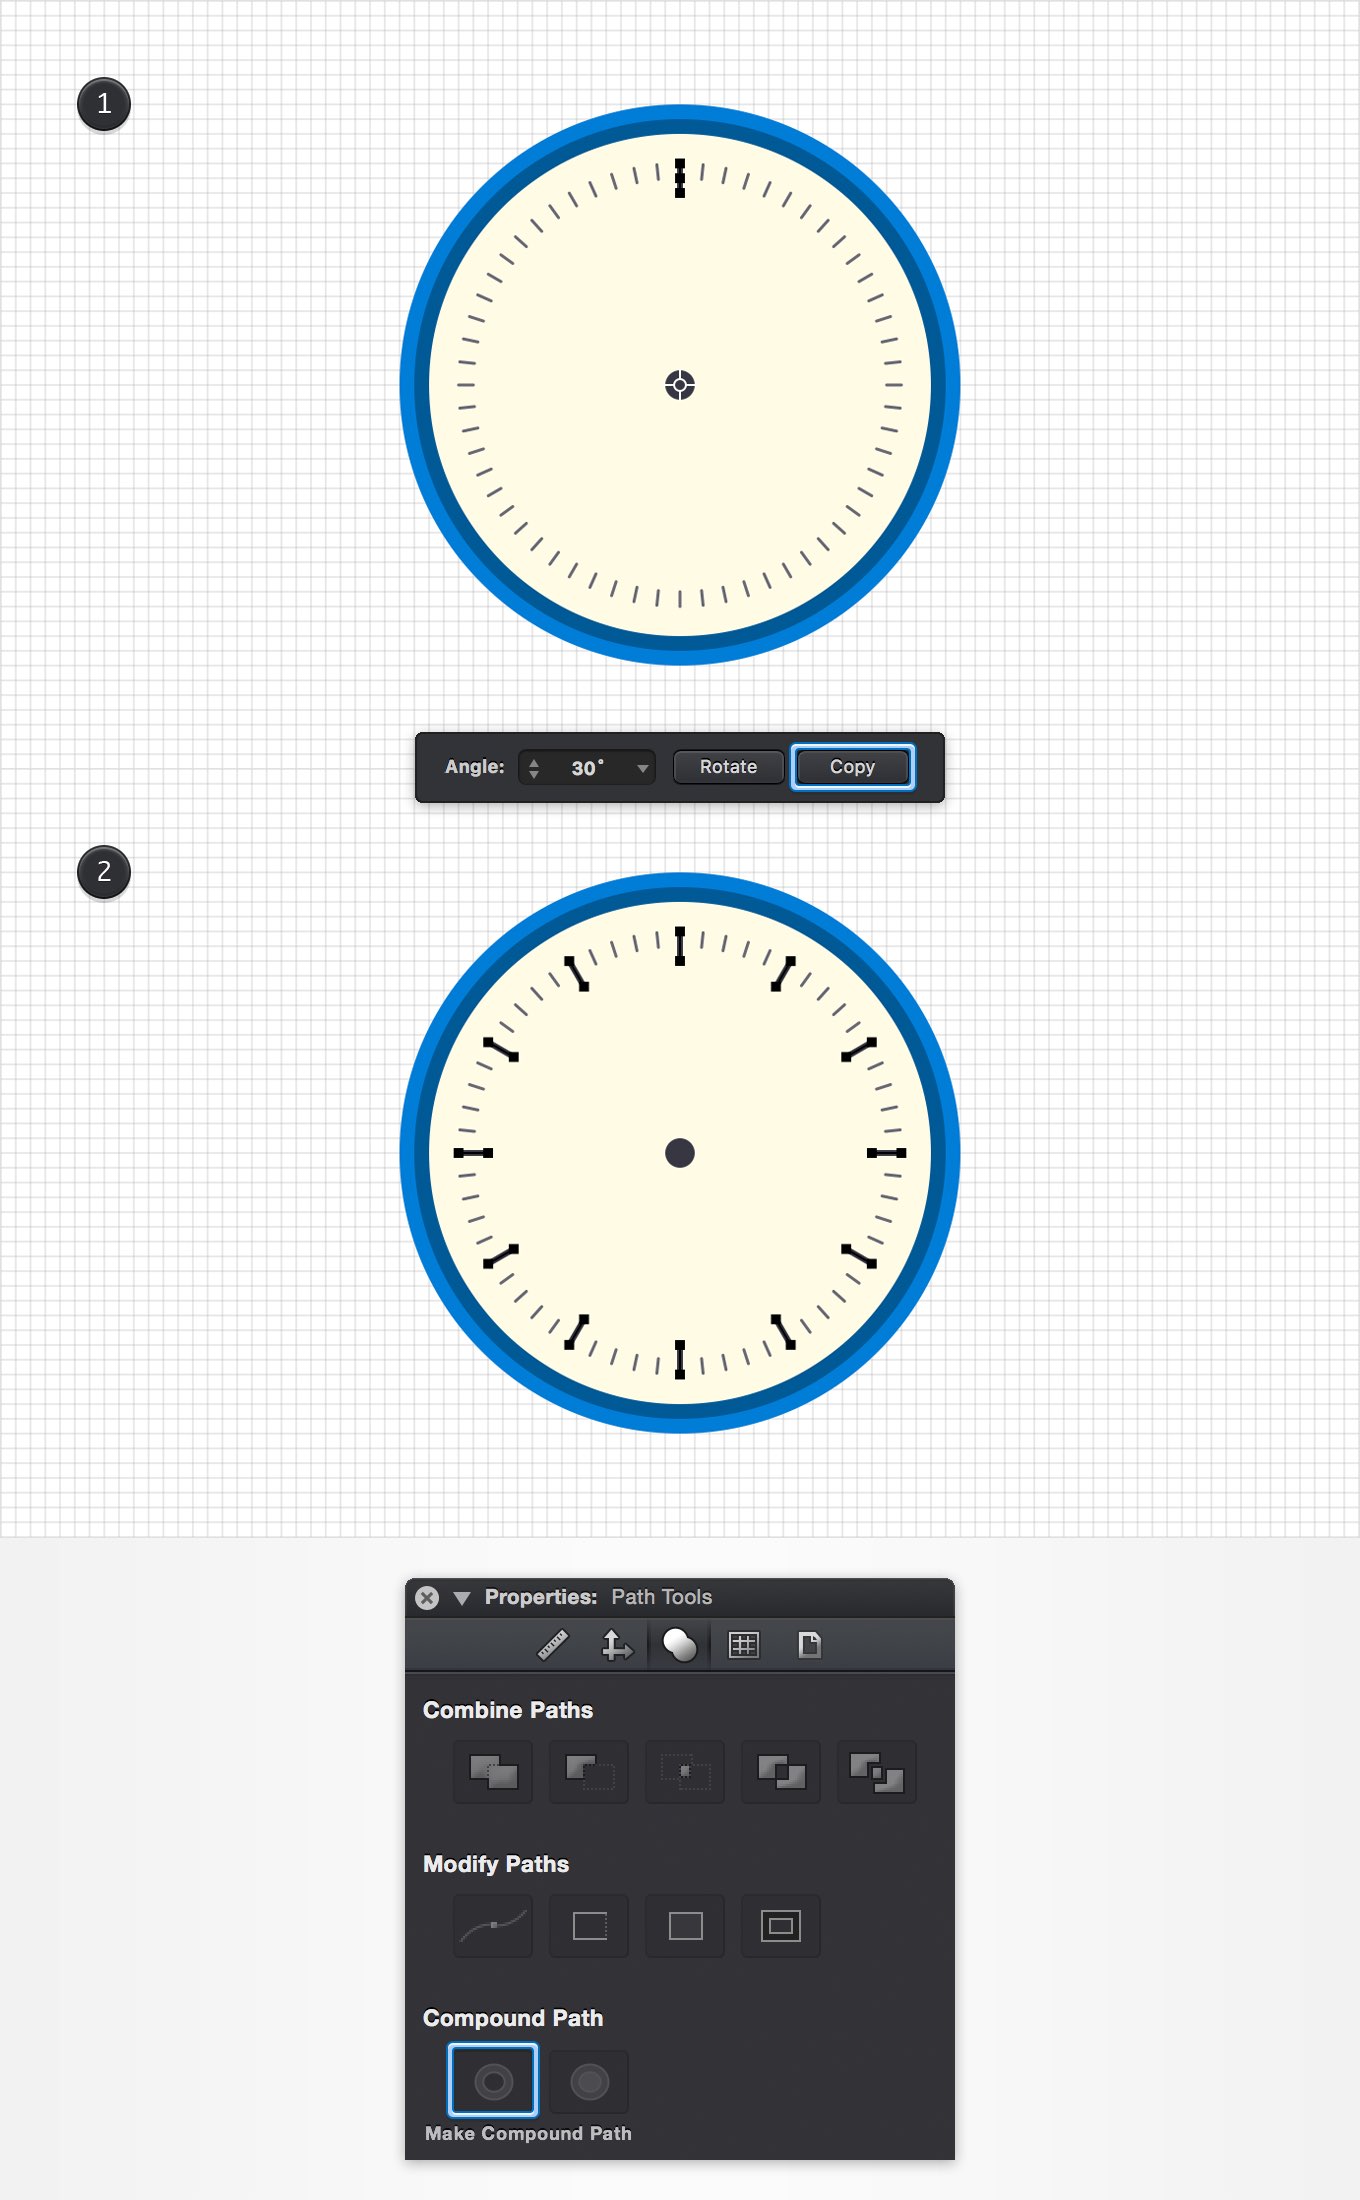 1
Angle: 30° Rotate Copy
2
Properties: Path Tools
Combine Paths
Modify Paths
Compound Path
Make Compound Path